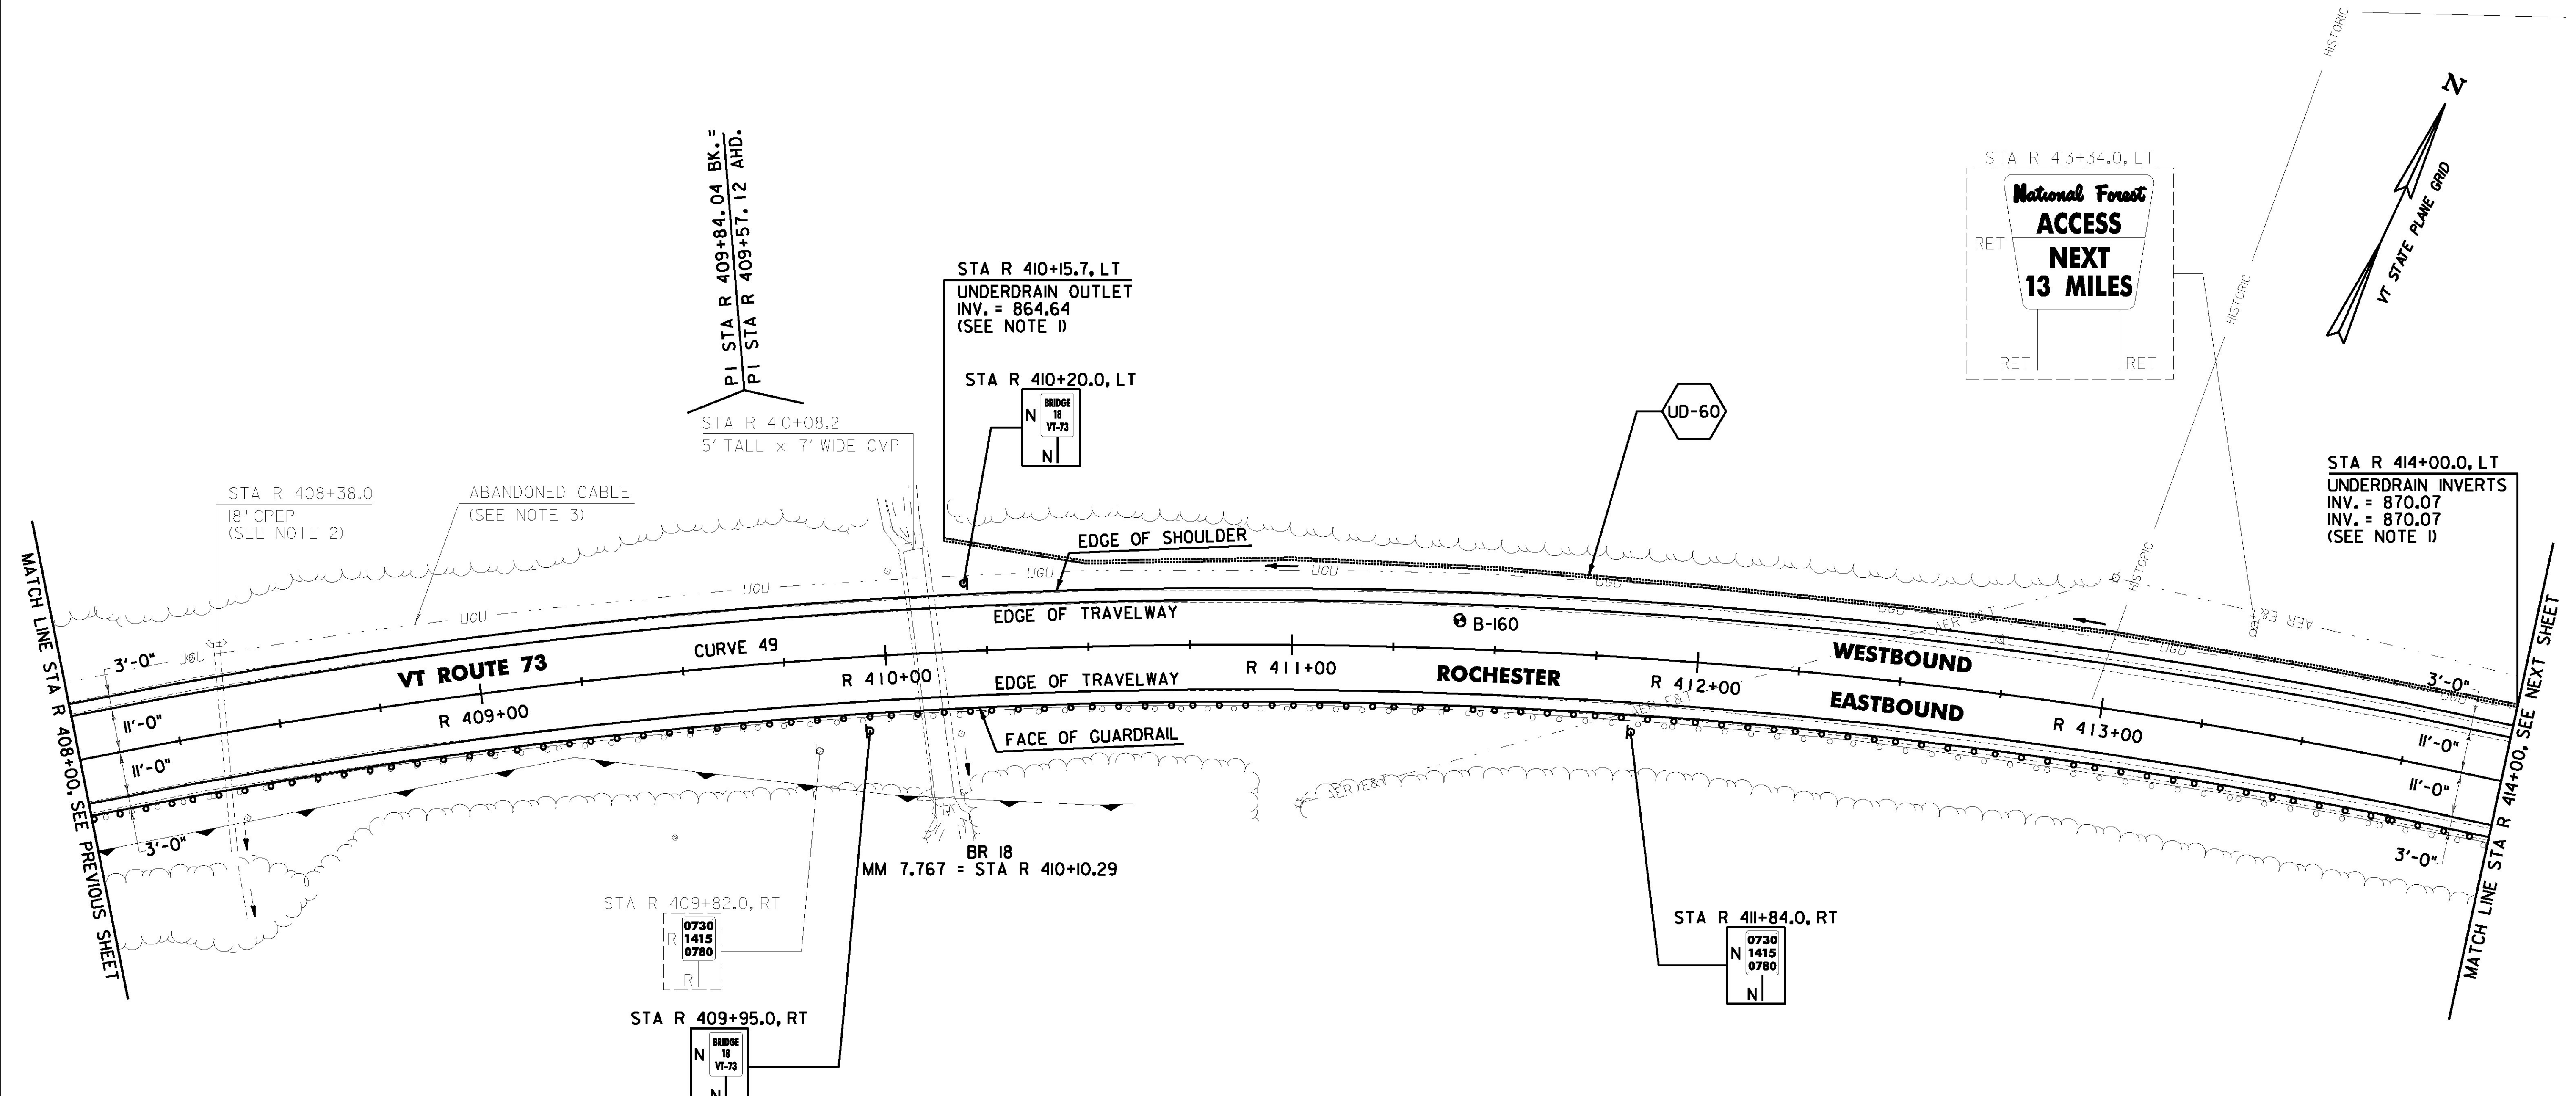 HISTORIC
N
VT STATE PLANE GRID
PI STA R 409+84.04 BK. =
PI STA R 409+57.12 AHD.
STA R 413+34.0, LT
National Forest
ACCESS
NEXT
13 MILES
RET
RET
RET
HISTORIC
STA R 410+15.7, LT
UNDERDRAIN OUTLET
INV. = 864.64
(SEE NOTE 1)
STA R 410+20.0, LT
N
BRIDGE
18
VT-73
N
UD-60
STA R 410+08.2
5' TALL x 7' WIDE CMP
STA R 414+00.0, LT
UNDERDRAIN INVERTS
INV. = 870.07
INV. = 870.07
(SEE NOTE 1)
STA R 408+38.0
18" CPEP
(SEE NOTE 2)
ABANDONED CABLE
(SEE NOTE 3)
EDGE OF SHOULDER
HISTORIC
UGU
UGU
UGU
UGU
UGU
UGU
UGU
UGU
UGU
AER E&T
AER E&T
MATCH LINE STA R 408+00, SEE PREVIOUS SHEET
3'-0"
11'-0"
11'-0"
3'-0"
VT ROUTE 73
CURVE 49
EDGE OF TRAVELWAY
B-160
WESTBOUND
R 409+00
R 410+00
EDGE OF TRAVELWAY
R 411+00
ROCHESTER
R 412+00
EASTBOUND
R 413+00
3'-0"
11'-0"
11'-0"
3'-0"
MATCH LINE STA R 414+00, SEE NEXT SHEET
FACE OF GUARDRAIL
AER E&T
AER E&T
BR 18
MM 7.767 = STA R 410+10.29
STA R 409+82.0, RT
R
0730
1415
0780
R
STA R 411+84.0, RT
N
0730
1415
0780
N
STA R 409+95.0, RT
N
BRIDGE
18
VT-73
N